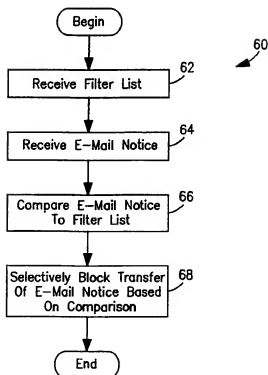 Begin
60
62
Receive Filter List
64
Receive E-Mail Notice
66
Compare E-Mail Notice
To Filter List
68
Selectively Block Transfer
Of E-Mail Notice Based
On Comparison
End